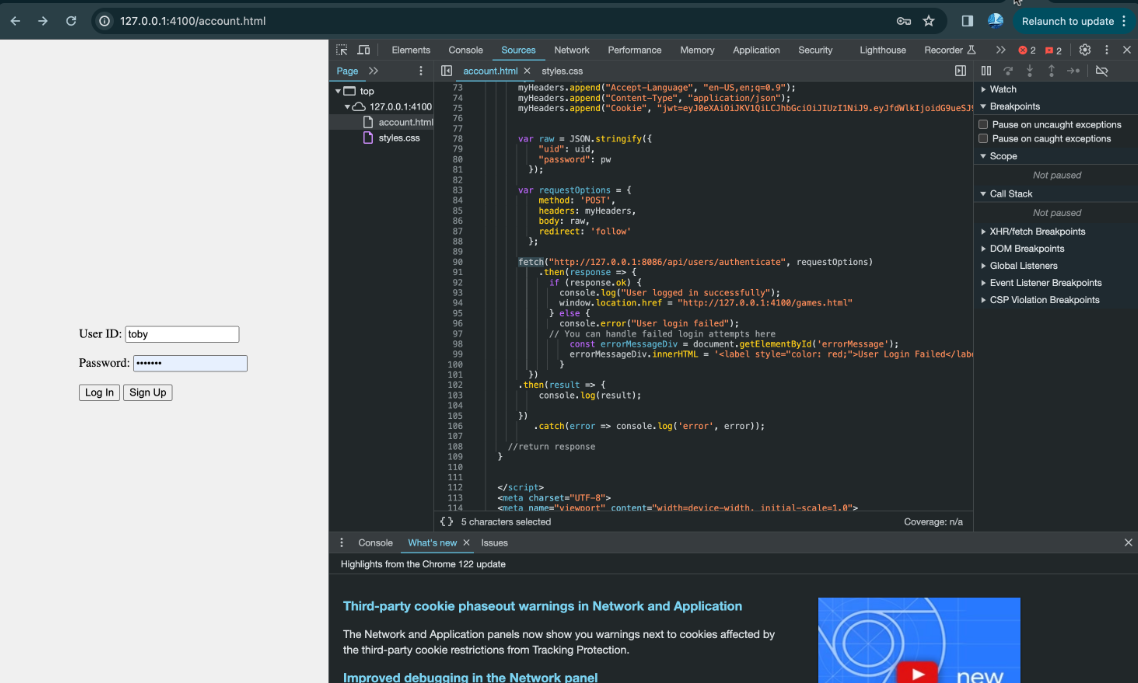 127.0.0.1:4100/account.html
Relaunch to update
Elements Console Sources Network Performance Memory Application Security Lighthouse Recorder 2 2
Page
account.html
styles.css
top
127.0.0.1:4100
account.html
styles.css
73 myHeaders.append("Accept-Language", "en-US,en;q=0.9");
74 myHeaders.append("Content-Type", "application/json");
75 myHeaders.append("Cookie",
76
77
78 var raw = JSON.stringify({
79 "uid": uid,
80 "password": pw
81 });
82
83 var requestOptions = {
84 method: 'POST',
85 headers: myHeaders,
86 body: raw,
87 redirect: 'follow'
88 };
89
90 fetch("http://127.0.0.1:8086/api/users/authenticate", requestOptions)
91 .then(response => {
92 if (response.ok) {
93 console.log("User logged in successfully");
94 window.location.href = "http://127.0.0.1:4100/games.html"
95 } else {
96 console.error("User login failed");
97 // You can handle failed login attempts here
98 const errorMessageDiv = document.getElementById('errorMessage');
99 errorMessageDiv.innerHTML = '<label style="color: red;">User Login Failed</labe
100 }
101 })
102 .then(result => {
103 console.log(result);
104
105 })
106 .catch(error => console.log('error', error));
107
108 //return response
109 }
110
111
112 </script>
113 <meta charset="UTF-8">
114 <meta name="viewport" content="width=device-width, initial-scale=1.0">
{} 5 characters selected
Coverage: n/a
Watch
Breakpoints
Pause on uncaught exceptions
Pause on caught exceptions
Scope
Not paused
Call Stack
Not paused
XHR/fetch Breakpoints
DOM Breakpoints
Global Listeners
Event Listener Breakpoints
CSP Violation Breakpoints
User ID: toby
Password: •••••••
Log In Sign Up
Console What's new Issues
Highlights from the Chrome 122 update
Third-party cookie phaseout warnings in Network and Application
The Network and Application panels now show you warnings next to cookies affected by
the third-party cookie restrictions from Tracking Protection.
Improved debugging in the Network panel
new